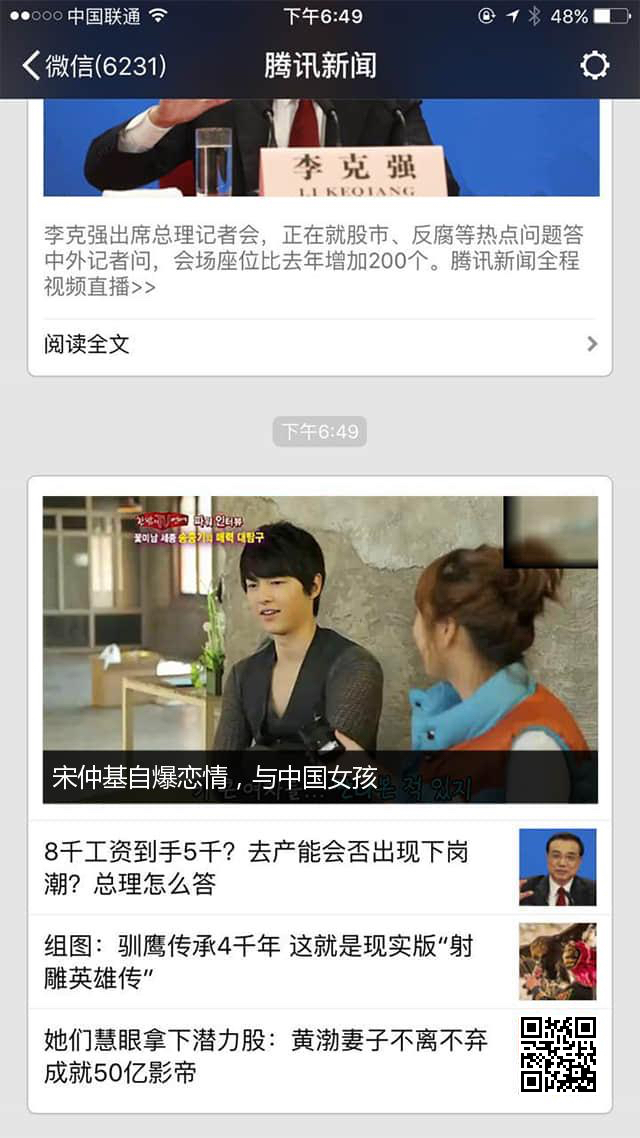 中国联通 下午6:49 48%
微信(6231) 腾讯新闻
李克强
LI KEQIANG
李克强出席总理记者会，正在就股市、反腐等热点问题答
中外记者问，会场座位比去年增加200个。腾讯新闻全程
视频直播>>
阅读全文
下午6:49
파워 인터뷰
꽃미남 세종 송중기의 매력 대탐구
적 있지
宋仲基自爆恋情，与中国女孩
8千工资到手5千？去产能会否出现下岗
潮？总理怎么答
组图：驯鹰传承4千年 这就是现实版“射
雕英雄传”
她们慧眼拿下潜力股：黄渤妻子不离不弃
成就50亿影帝